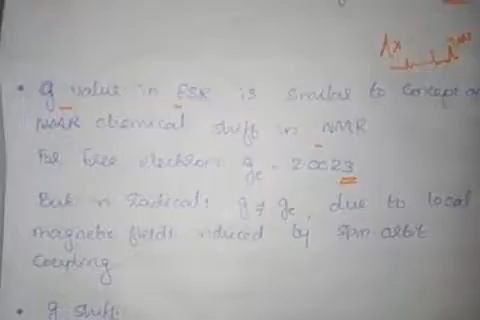 Ax
• g value in ESR is similar to concept of
NMR chemical shift in NMR
For free electron: ge = 2.0023
But in radical: g ≠ ge, due to local
magnetic fields induced by spin-orbit
coupling
• g shift: